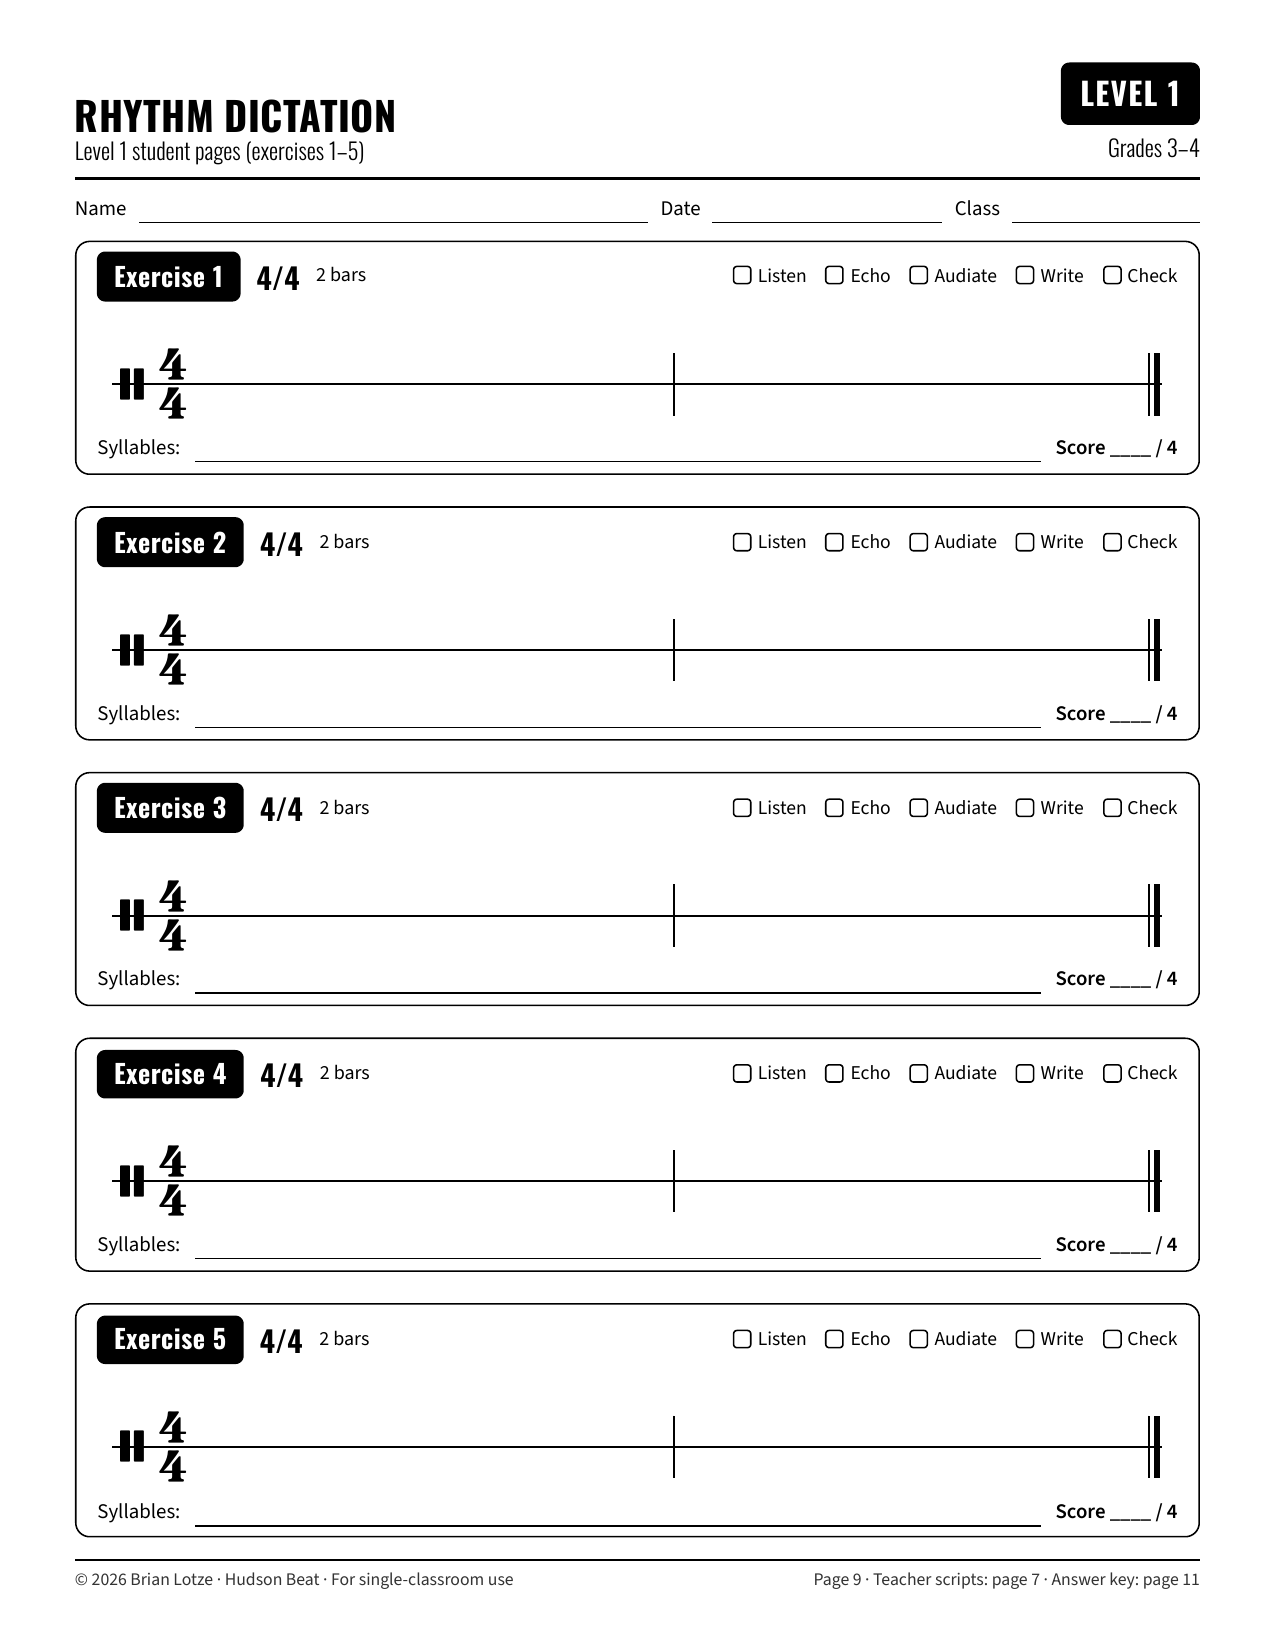 RHYTHM DICTATION
Level 1 student pages (exercises 1–5)
LEVEL 1
Grades 3–4
Name Date Class
Exercise 1 4/4 2 bars Listen Echo Audiate Write Check
4
4
Syllables: Score ____ / 4
Exercise 2 4/4 2 bars Listen Echo Audiate Write Check
4
4
Syllables: Score ____ / 4
Exercise 3 4/4 2 bars Listen Echo Audiate Write Check
4
4
Syllables: Score ____ / 4
Exercise 4 4/4 2 bars Listen Echo Audiate Write Check
4
4
Syllables: Score ____ / 4
Exercise 5 4/4 2 bars Listen Echo Audiate Write Check
4
4
Syllables: Score ____ / 4
© 2026 Brian Lotze · Hudson Beat · For single-classroom use Page 9 · Teacher scripts: page 7 · Answer key: page 11